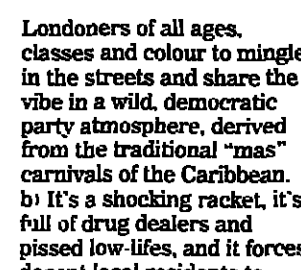 Londoners of all ages,
classes and colour to mingle
in the streets and share the
vibe in a wild, democratic
party atmosphere, derived
from the traditional "mas"
carnivals of the Caribbean.
b) It's a shocking racket, it's
full of drug dealers and
pissed low-lifes, and it forces
decent local residents to